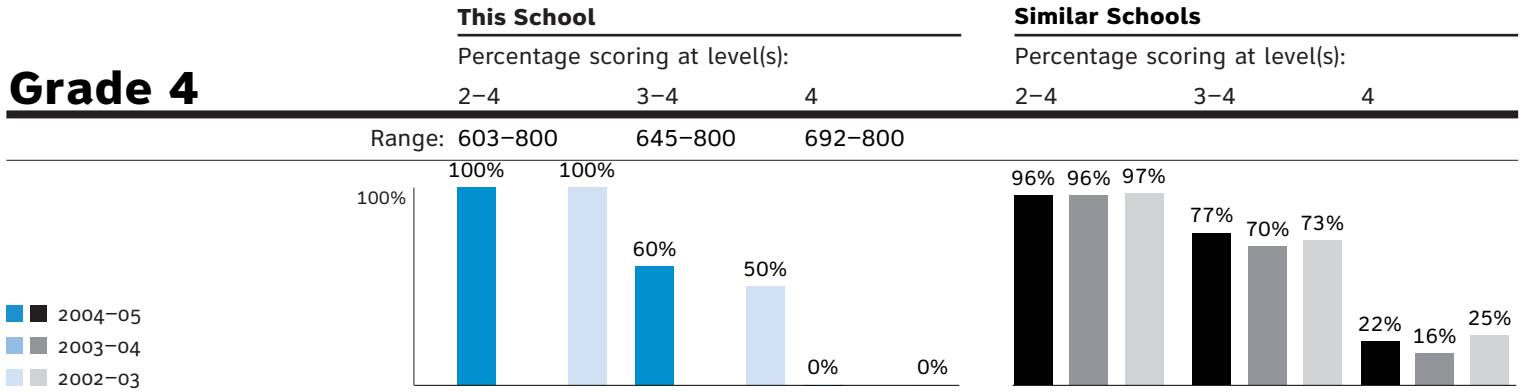 This School Similar Schools
Percentage scoring at level(s): Percentage scoring at level(s):
Grade 4 2–4 3–4 4 2–4 3–4 4
Range: 603–800 645–800 692–800
100% 100% 60% 50% 0% 0% 96% 96% 97% 77% 70% 73% 22% 16% 25%
100%
2004–05
2003–04
2002–03